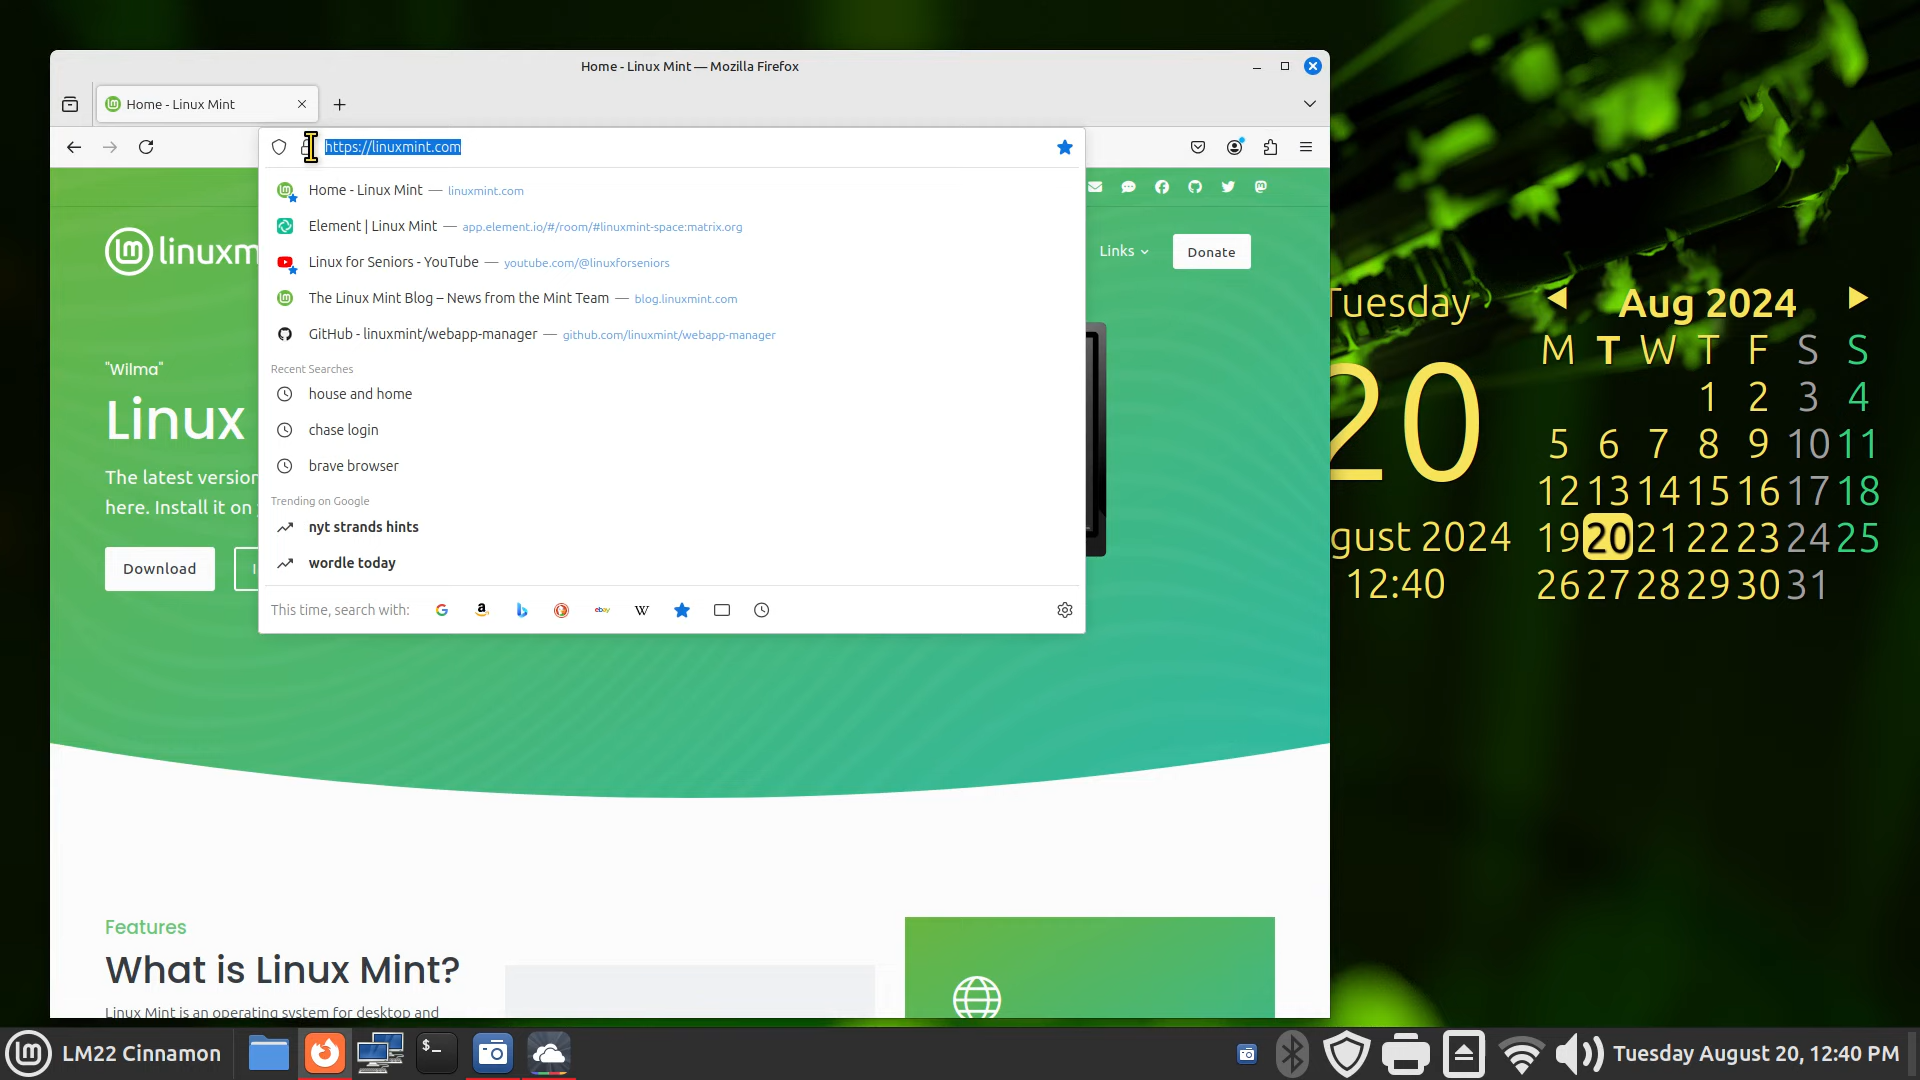 Home - Linux Mint — Mozilla Firefox
Home - Linux Mint
https://linuxmint.com
Home - Linux Mint — linuxmint.com
Element | Linux Mint — app.element.io/#/room/#linuxmint-space:matrix.org
Linux for Seniors - YouTube — youtube.com/@linuxforseniors
The Linux Mint Blog – News from the Mint Team — blog.linuxmint.com
GitHub - linuxmint/webapp-manager — github.com/linuxmint/webapp-manager
Recent Searches
house and home
chase login
brave browser
Trending on Google
nyt strands hints
wordle today
This time, search with:
linuxm
Links
Donate
"Wilma"
Linux
The latest version
here. Install it on
Download
Features
What is Linux Mint?
Linux Mint is an operating system for desktop and
Tuesday
20
gust 2024
12:40
Aug 2024
M T W T F S S
1 2 3 4
5 6 7 8 9 10 11
12 13 14 15 16 17 18
19 20 21 22 23 24 25
26 27 28 29 30 31
LM22 Cinnamon
Tuesday August 20, 12:40 PM